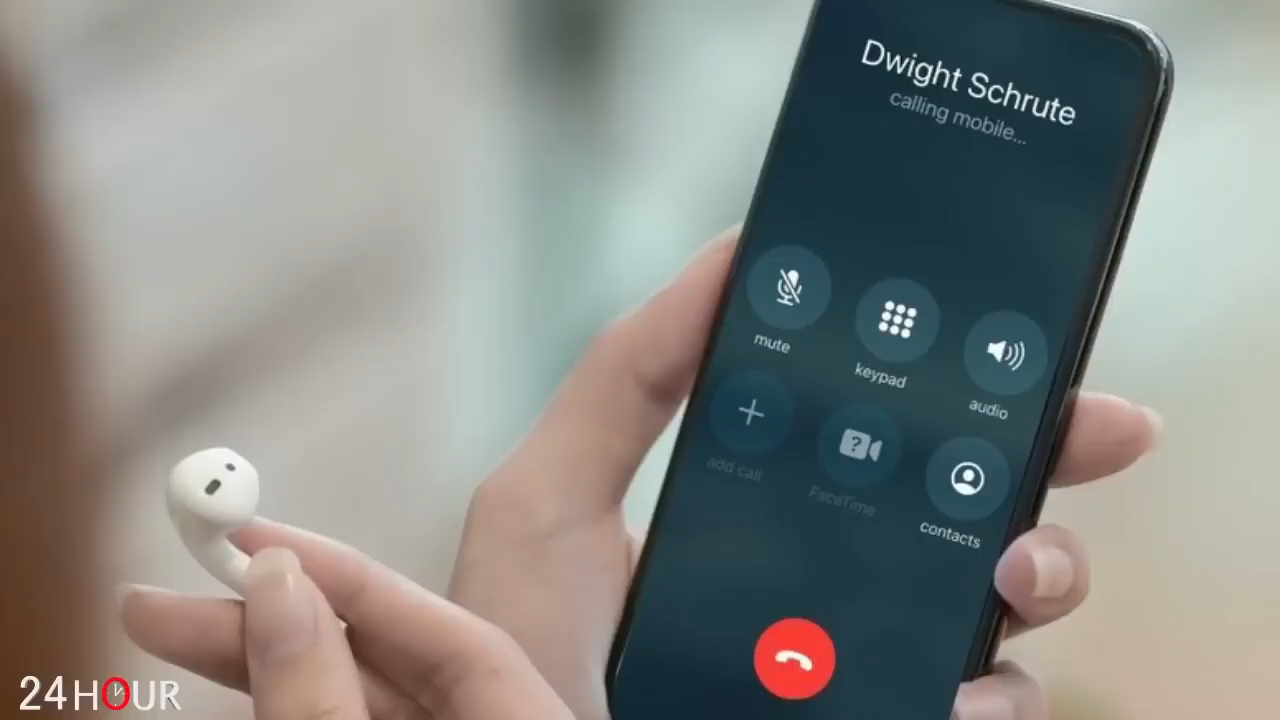 Dwight Schrute
calling mobile...
mute
keypad
audio
add call
FaceTime
contacts
24HOUR